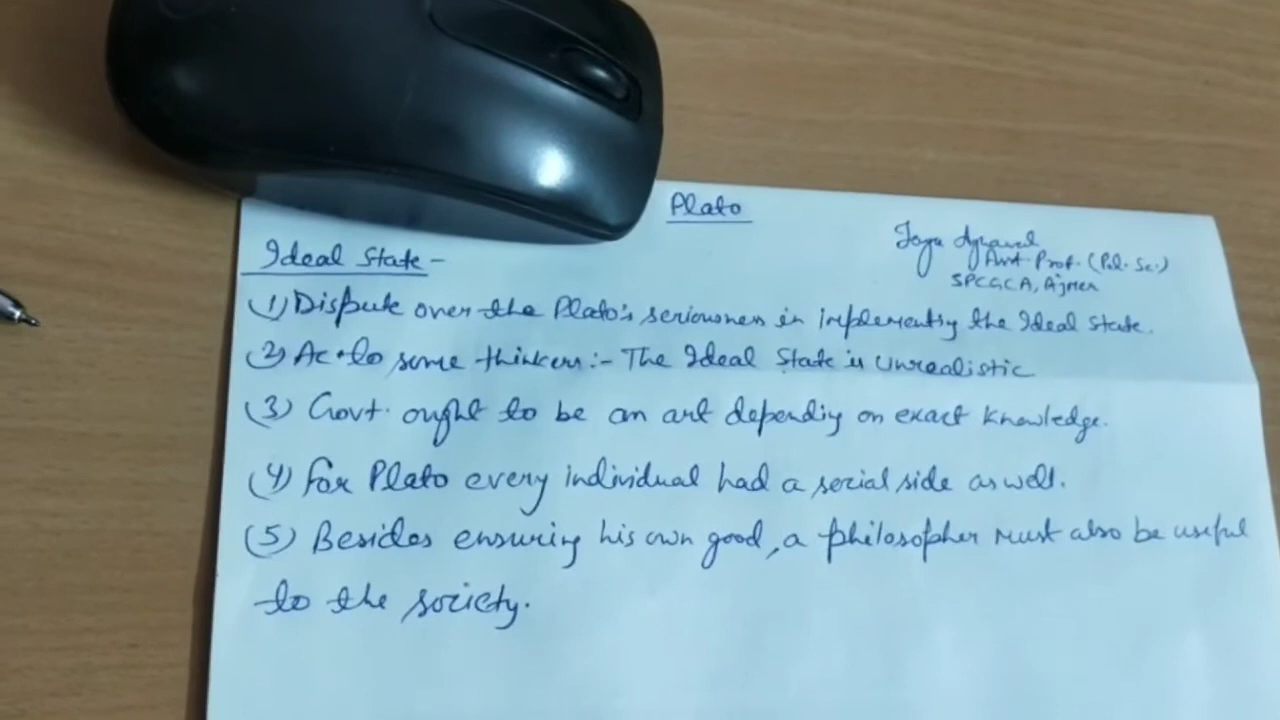 Plato
Agrawal
Asst. Prof. (Pol. Sc.)
SPCGCA, Ajmer
Ideal State -
(1) Dispute over the Plato's seriousness in implementg the Ideal State.
(2) Ac. to some thinkers:- The Ideal State is Unrealistic
(3) Govt. ought to be an art dependig on exact knowledge.
(4) For Plato every individual had a social side as well.
(5) Besides ensuring his own good, a philosopher must also be useful
to the society.